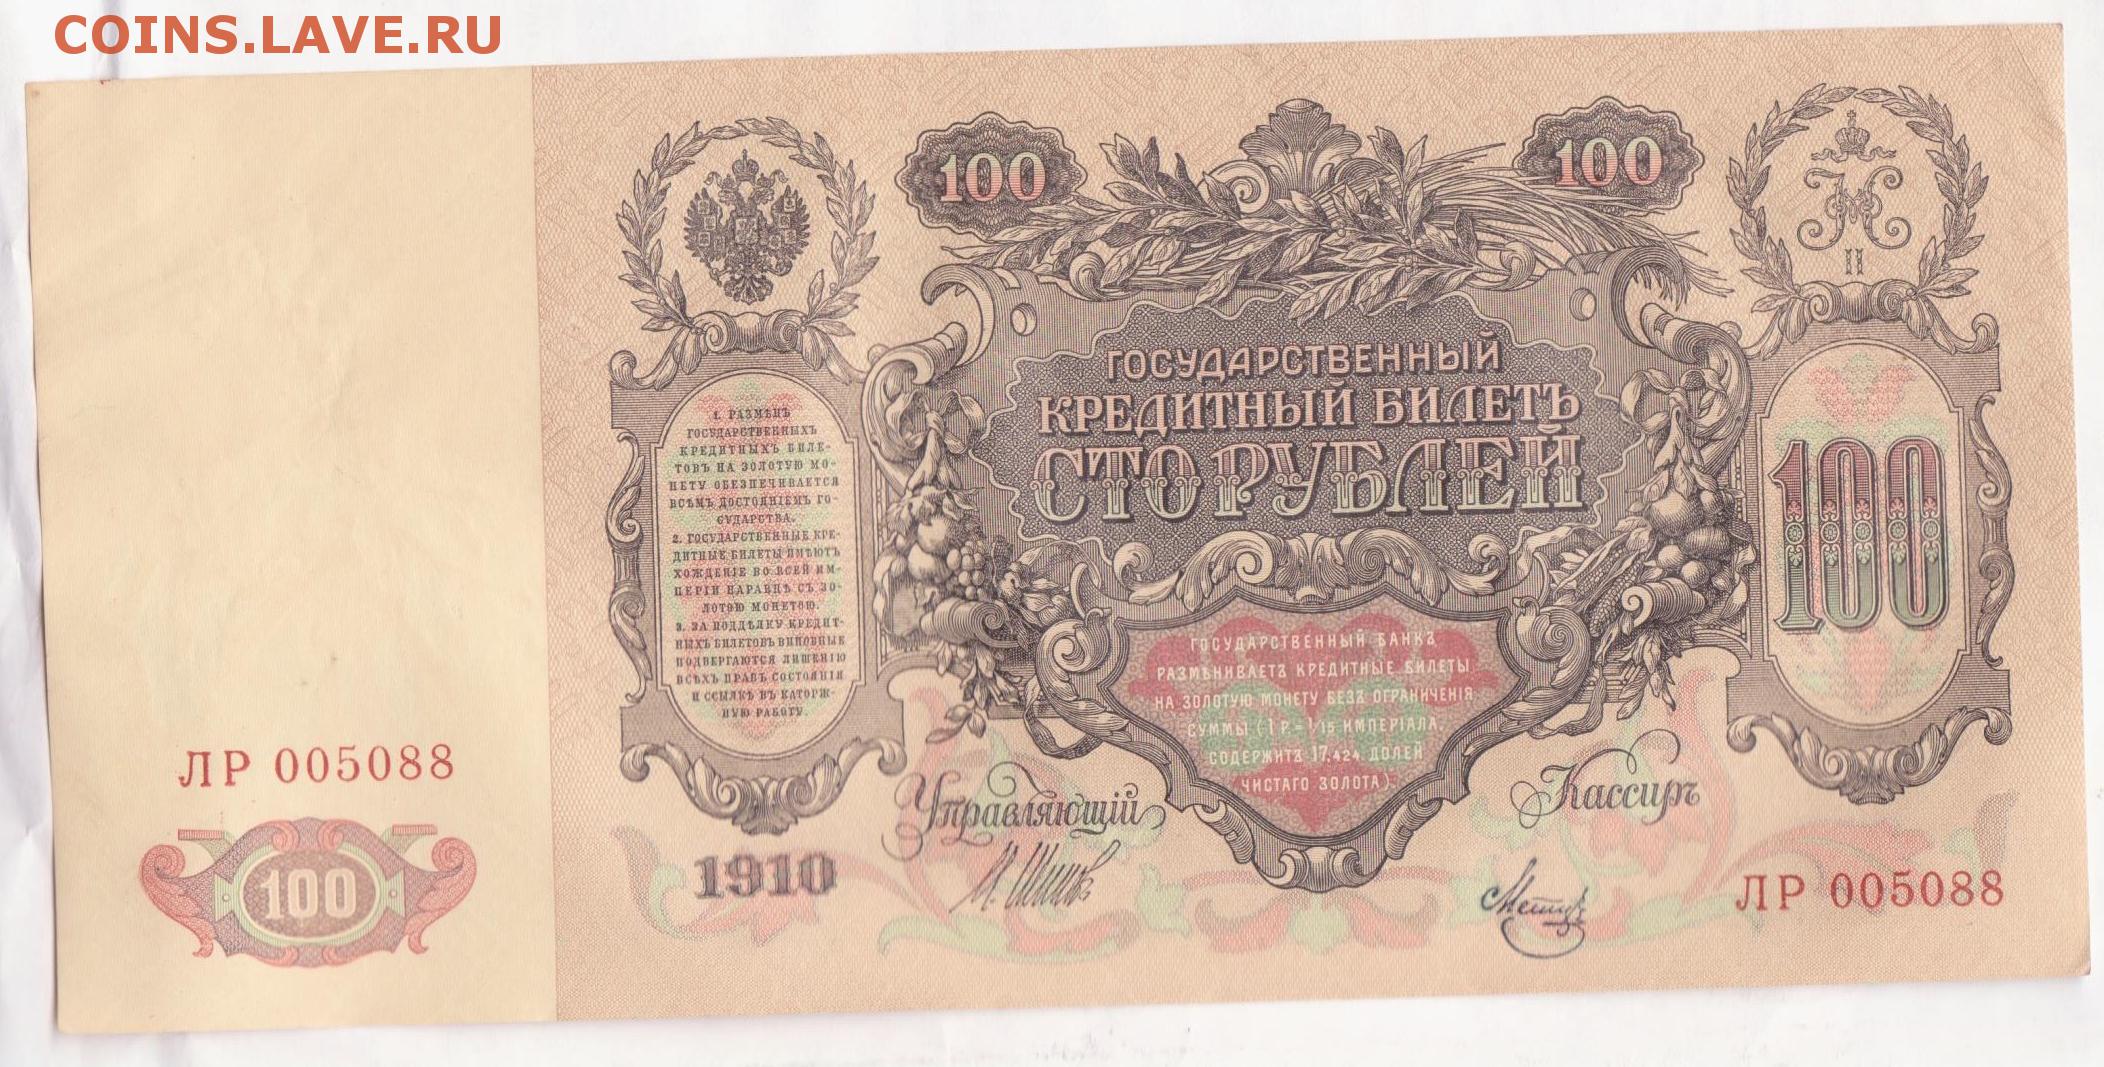 COINS.LAVE.RU
100
100
II
ГОСУДАРСТВЕННЫЙ
КРЕДИТНЫЙ БИЛЕТЪ
СТО РУБЛЕЙ
1. РАЗМѢНЪ
ГОСУДАРСТВЕННЫХЪ
КРЕДИТНЫХЪ БИЛЕ-
ТОВЪ НА ЗОЛОТУЮ МО-
НЕТУ ОБЕЗПЕЧИВАЕТСЯ
ВСѢМЪ ДОСТОЯНІЕМЪ ГО-
СУДАРСТВА.
2. ГОСУДАРСТВЕННЫЕ КРЕ-
ДИТНЫЕ БИЛЕТЫ ИМѢЮТЪ
ХОЖДЕНІЕ ВО ВСЕЙ ИМ-
ПЕРІИ НАРАВНѢ СЪ ЗО-
ЛОТОЮ МОНЕТОЮ.
3. ЗА ПОДДѢЛКУ КРЕДИТ-
НЫХЪ БИЛЕТОВЪ ВИНОВНЫЕ
ПОДВЕРГАЮТСЯ ЛИШЕНІЮ
ВСѢХЪ ПРАВЪ СОСТОЯНІЯ
И ССЫЛКѢ ВЪ КАТОРЖ-
НУЮ РАБОТУ.
100
ГОСУДАРСТВЕННЫЙ БАНКЪ
РАЗМѢНИВАЕТЪ КРЕДИТНЫЕ БИЛЕТЫ
НА ЗОЛОТУЮ МОНЕТУ БЕЗЪ ОГРАНИЧЕНІЯ
СУММЫ (1 Р.= 1/15 ИМПЕРІАЛА,
СОДЕРЖИТЪ 17,424 ДОЛЕЙ
ЧИСТАГО ЗОЛОТА).
ЛР 005088
100
Управляющій
Кассиръ
1910
ЛР 005088